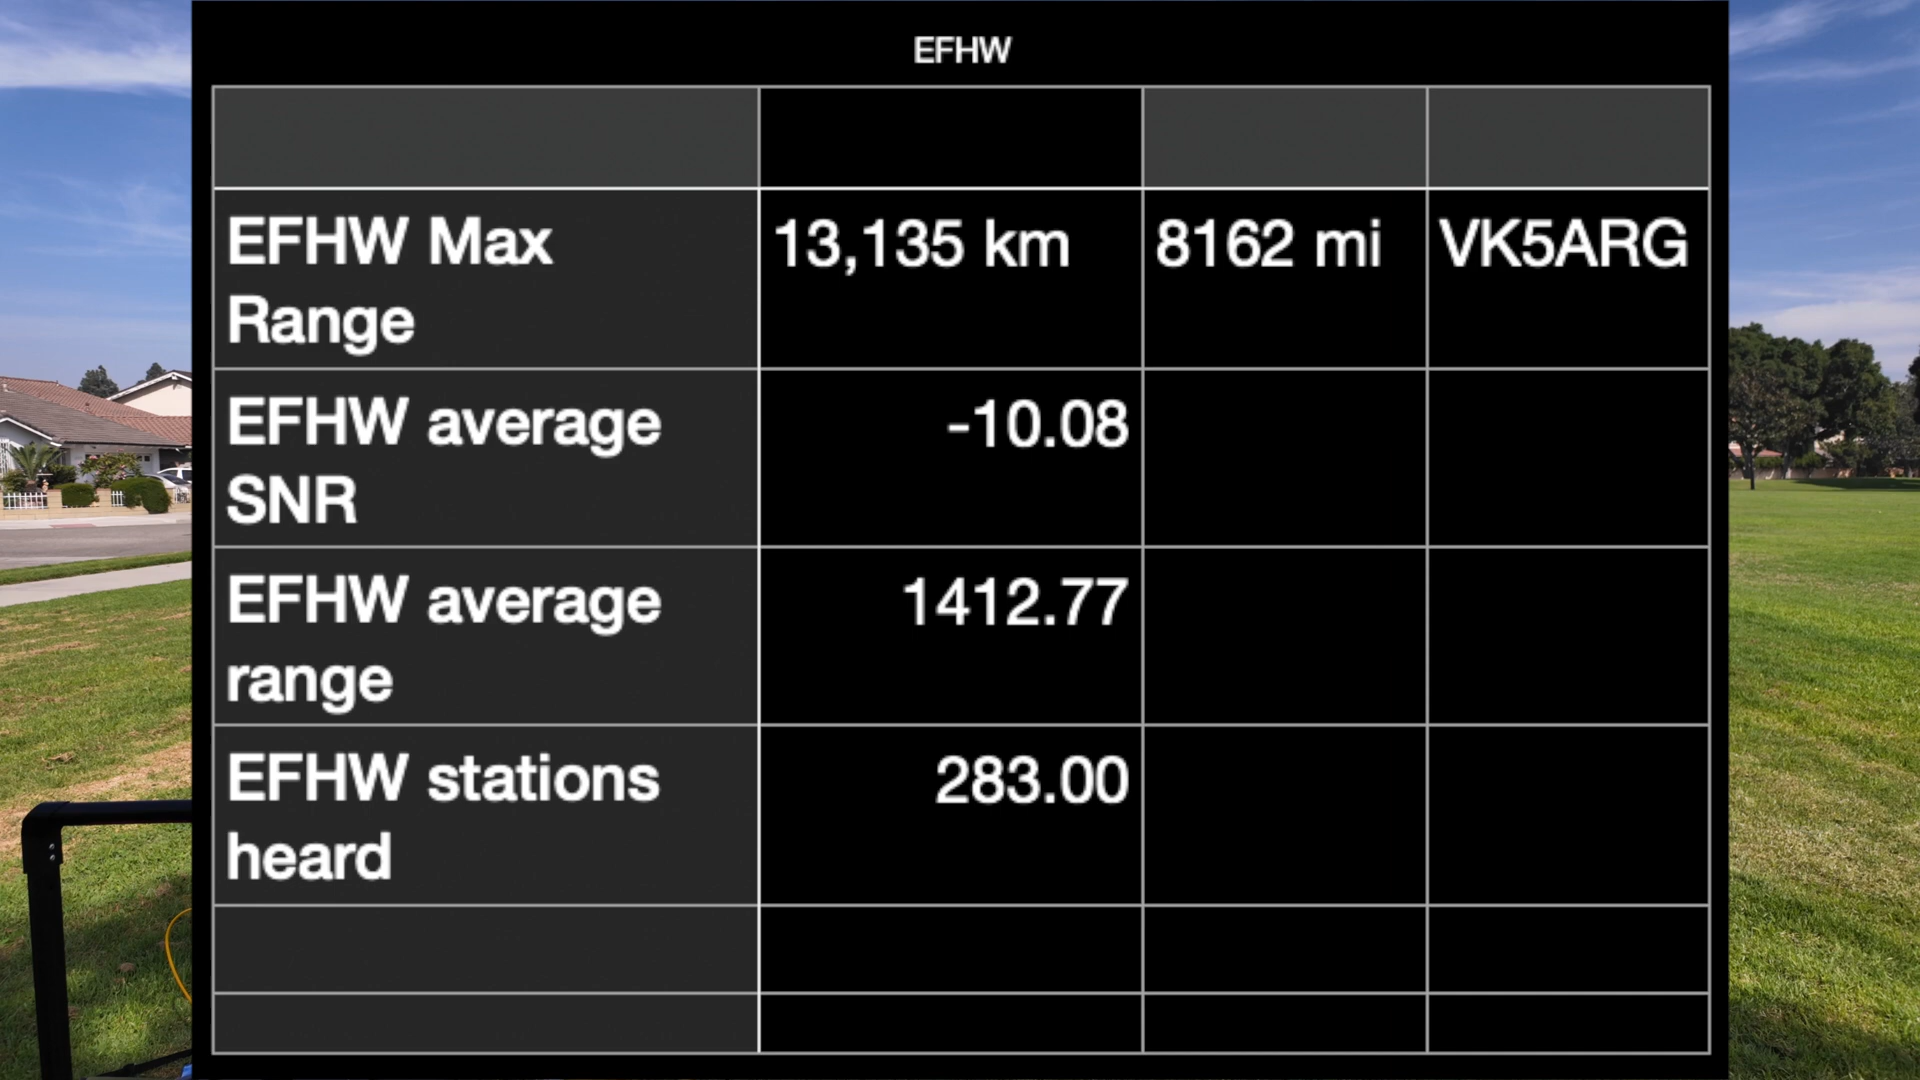 EFHW
EFHW Max
Range
13,135 km
8162 mi
VK5ARG
EFHW average
SNR
-10.08
EFHW average
range
1412.77
EFHW stations
heard
283.00